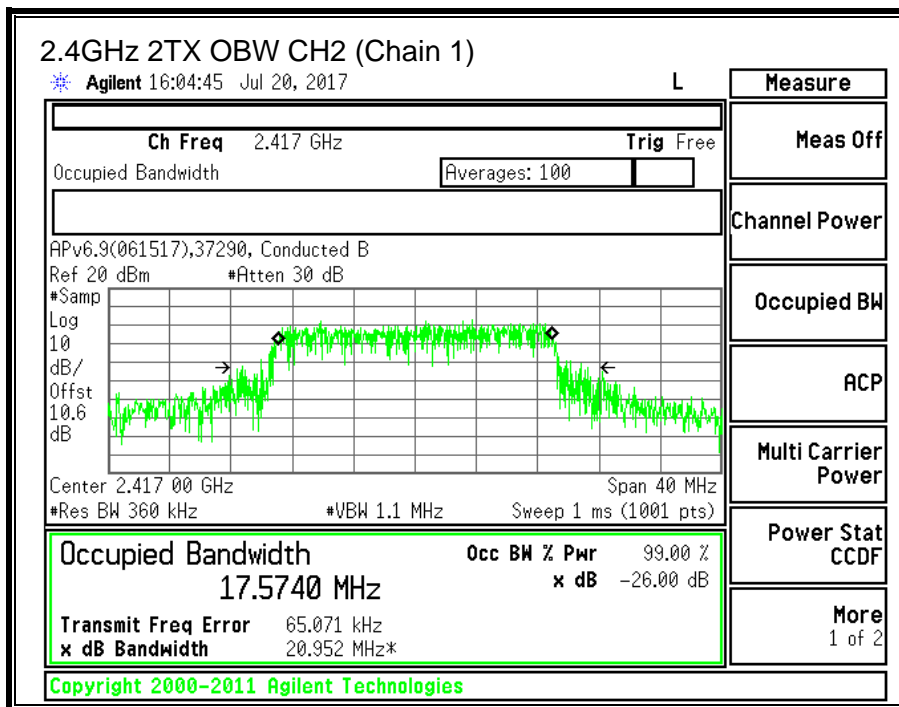 2.4GHz 2TX OBW CH2 (Chain 1)
Agilent 16:04:45 Jul 20, 2017 L
Ch Freq 2.417 GHz Trig Free
Occupied Bandwidth Averages: 100
APv6.9(061517),37290, Conducted B
Ref 20 dBm #Atten 30 dB
#Samp
Log
10
dB/
Offst
10.6
dB
Center 2.417 00 GHz Span 40 MHz
#Res BW 360 kHz #VBW 1.1 MHz Sweep 1 ms (1001 pts)
Occupied Bandwidth Occ BW % Pwr 99.00 %
17.5740 MHz x dB -26.00 dB
Transmit Freq Error 65.071 kHz
x dB Bandwidth 20.952 MHz*
Copyright 2000-2011 Agilent Technologies
Measure
Meas Off
Channel Power
Occupied BW
ACP
Multi Carrier
Power
Power Stat
CCDF
More
1 of 2